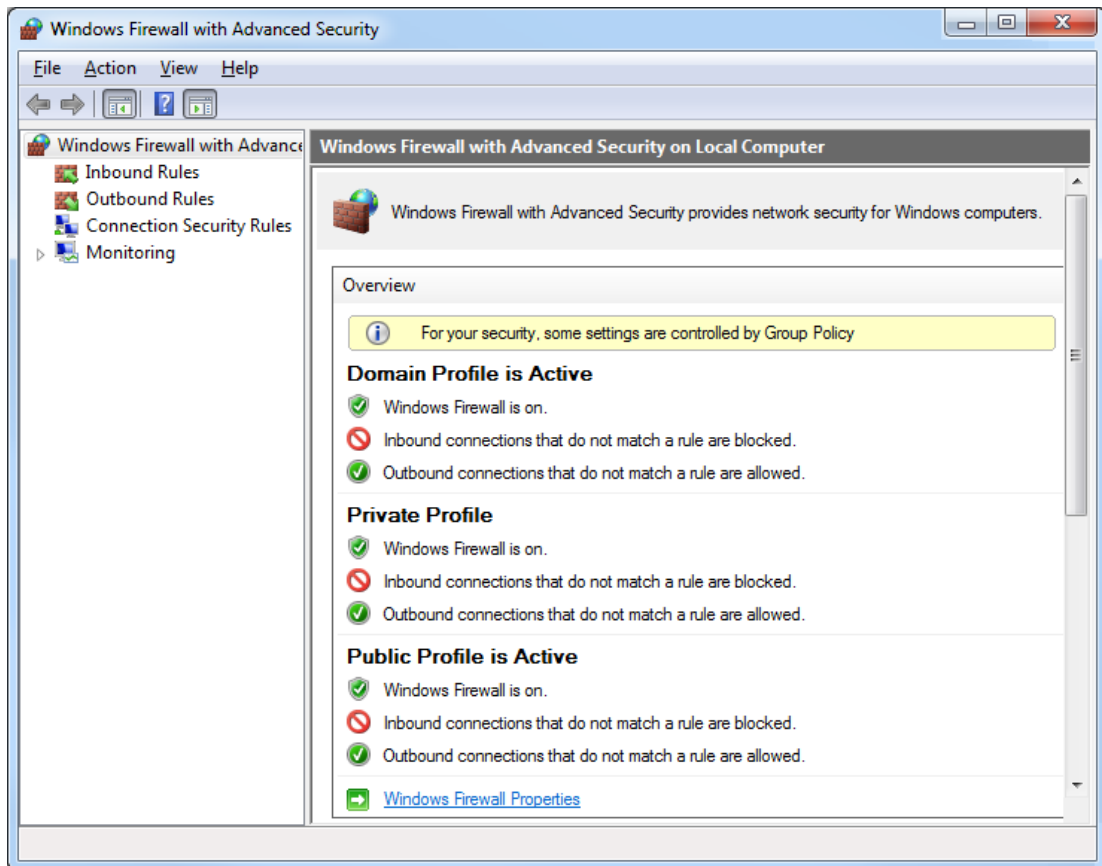 Windows Firewall with Advanced Security
File Action View Help
Windows Firewall with Advance
Inbound Rules
Outbound Rules
Connection Security Rules
Monitoring
Windows Firewall with Advanced Security on Local Computer
Windows Firewall with Advanced Security provides network security for Windows computers.
Overview
For your security, some settings are controlled by Group Policy
Domain Profile is Active
Windows Firewall is on.
Inbound connections that do not match a rule are blocked.
Outbound connections that do not match a rule are allowed.
Private Profile
Windows Firewall is on.
Inbound connections that do not match a rule are blocked.
Outbound connections that do not match a rule are allowed.
Public Profile is Active
Windows Firewall is on.
Inbound connections that do not match a rule are blocked.
Outbound connections that do not match a rule are allowed.
Windows Firewall Properties